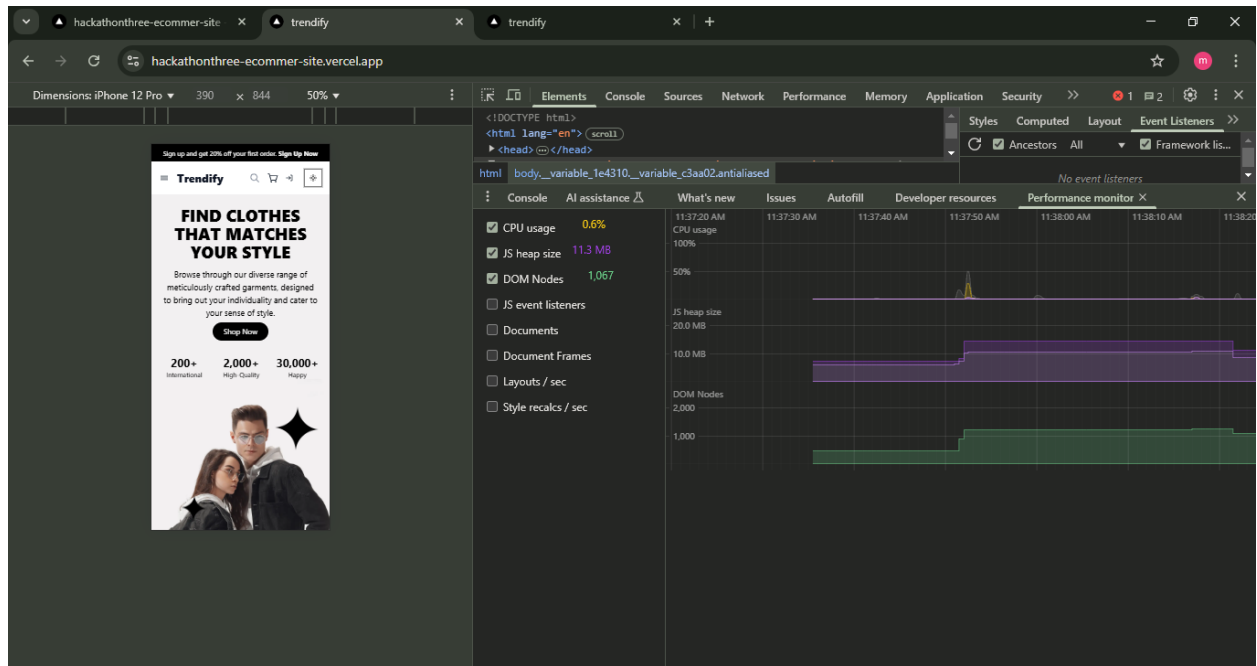 hackathonthree-ecommer-site
trendify
trendify
hackathonthree-ecommer-site.vercel.app
m
Dimensions: iPhone 12 Pro 390 x 844 50%
Elements Console Sources Network Performance Memory Application Security 1 2
<!DOCTYPE html>
<html lang="en"> scroll
<head> </head>
html body.__variable_1e4310.__variable_c3aa02.antialiased
Styles Computed Layout Event Listeners
Ancestors All Framework lis...
No event listeners
Console AI assistance What's new Issues Autofill Developer resources Performance monitor
CPU usage 0.6%
JS heap size 11.3 MB
DOM Nodes 1,067
JS event listeners
Documents
Document Frames
Layouts / sec
Style recalcs / sec
11:37:20 AM 11:37:30 AM 11:37:40 AM 11:37:50 AM 11:38:00 AM 11:38:10 AM 11:38:20
CPU usage
100%
50%
JS heap size
20.0 MB
10.0 MB
DOM Nodes
2,000
1,000
Sign up and get 20% off your first order. Sign Up Now
Trendify
FIND CLOTHES
THAT MATCHES
YOUR STYLE
Browse through our diverse range of
meticulously crafted garments, designed
to bring out your individuality and cater to
your sense of style.
Shop Now
200+ 2,000+ 30,000+
International High Quality Happy